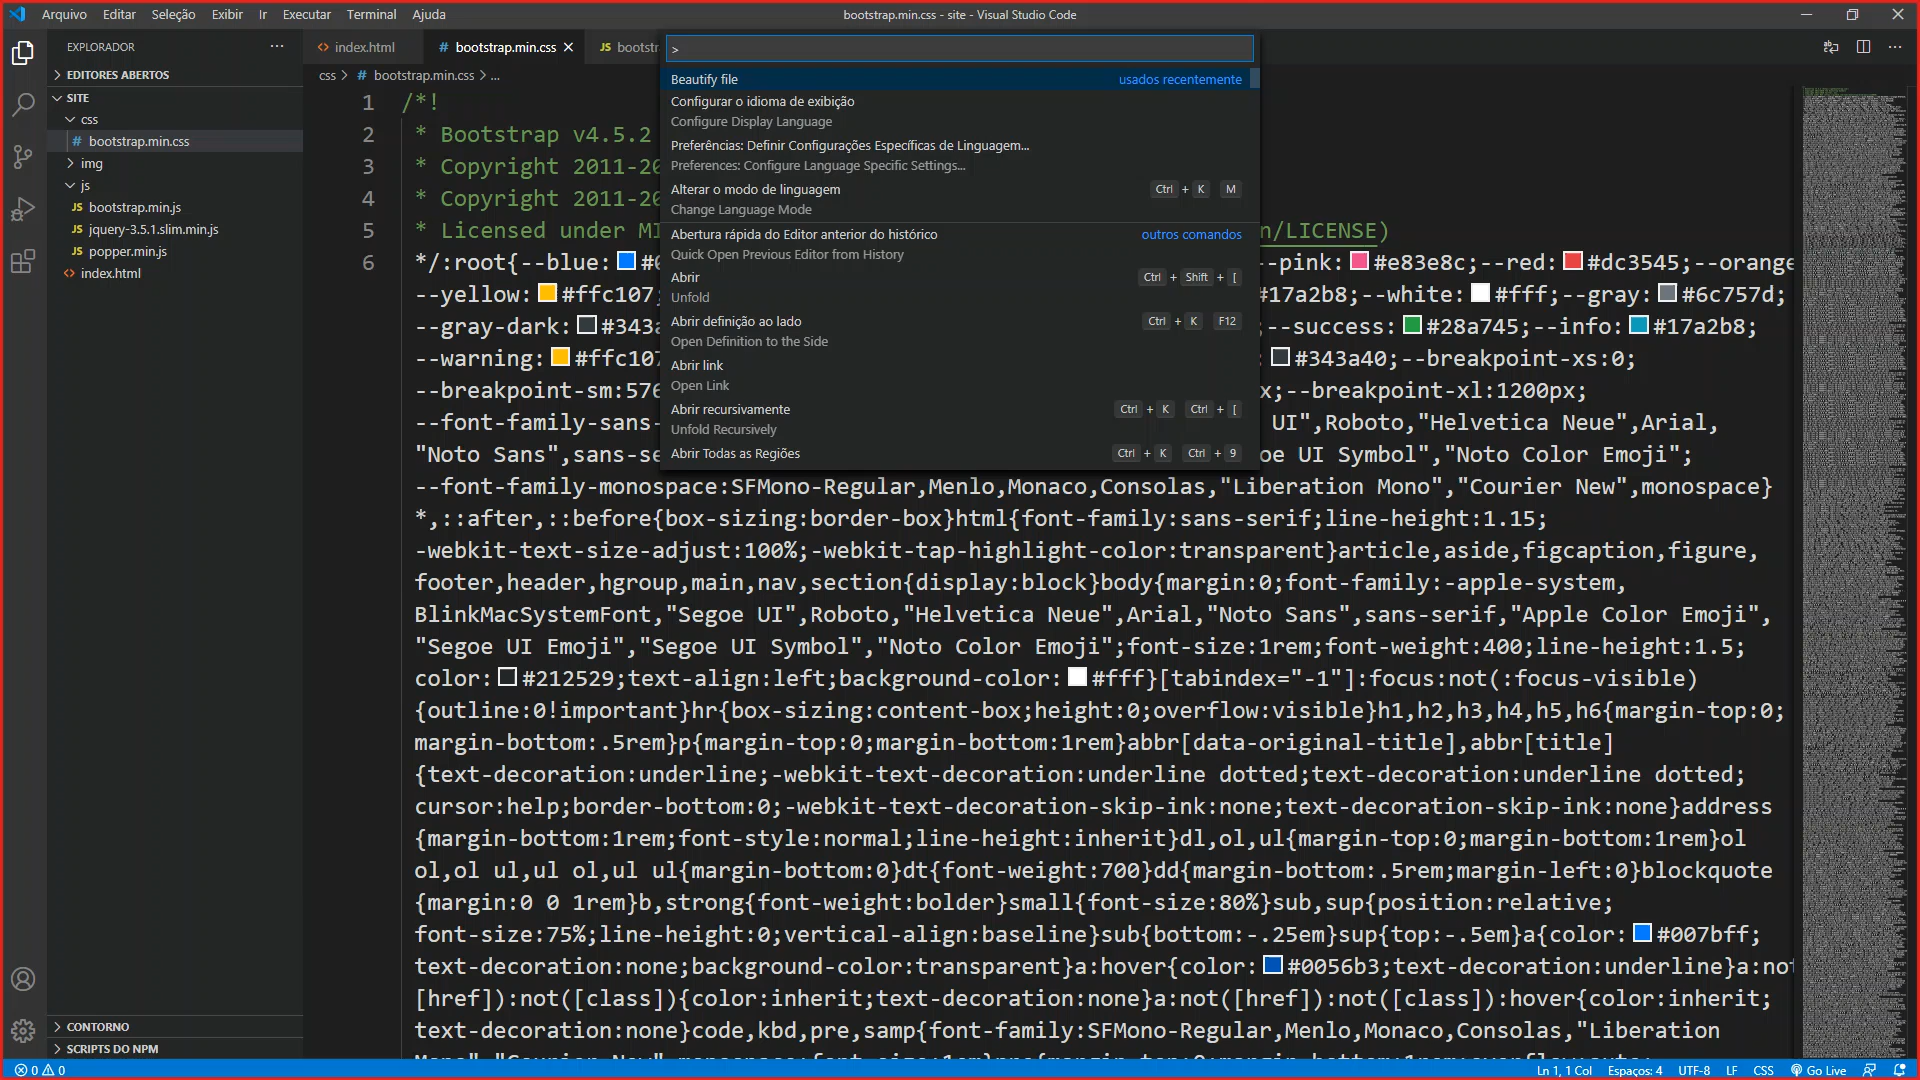 Arquivo Editar Seleção Exibir Ir Executar Terminal Ajuda
bootstrap.min.css - site - Visual Studio Code
EXPLORADOR
EDITORES ABERTOS
SITE
css
# bootstrap.min.css
img
js
JS bootstrap.min.js
JS jquery-3.5.1.slim.min.js
JS popper.min.js
<> index.html
CONTORNO
SCRIPTS DO NPM
<> index.html
# bootstrap.min.css
JS
css > # bootstrap.min.css > ...
>
Beautify file usados recentemente
Configurar o idioma de exibição
Configure Display Language
Preferências: Definir Configurações Específicas de Linguagem...
Preferences: Configure Language Specific Settings...
Alterar o modo de linguagem Ctrl + K M
Change Language Mode
Abertura rápida do Editor anterior do histórico outros comandos
Quick Open Previous Editor from History
Abrir Ctrl + Shift + [
Unfold
Abrir definição ao lado Ctrl + K F12
Open Definition to the Side
Abrir link
Open Link
Abrir recursivamente Ctrl + K Ctrl + [
Unfold Recursively
Abrir Todas as Regiões Ctrl + K Ctrl + 9
1 /*!
2 * Bootstrap v4.5.2
3 * Copyright 2011-20
4 * Copyright 2011-20
5 * Licensed under MI n/LICENSE)
6 */:root{--blue: #0 --pink: #e83e8c;--red: #dc3545;--orange
--yellow: #ffc107; #17a2b8;--white: #fff;--gray: #6c757d;
--gray-dark: #343a ;--success: #28a745;--info: #17a2b8;
--warning: #ffc107 : #343a40;--breakpoint-xs:0;
--breakpoint-sm:576 x;--breakpoint-xl:1200px;
--font-family-sans- UI",Roboto,"Helvetica Neue",Arial,
"Noto Sans",sans-se oe UI Symbol","Noto Color Emoji";
--font-family-monospace:SFMono-Regular,Menlo,Monaco,Consolas,"Liberation Mono","Courier New",monospace}
*,::after,::before{box-sizing:border-box}html{font-family:sans-serif;line-height:1.15;
-webkit-text-size-adjust:100%;-webkit-tap-highlight-color:transparent}article,aside,figcaption,figure,
footer,header,hgroup,main,nav,section{display:block}body{margin:0;font-family:-apple-system,
BlinkMacSystemFont,"Segoe UI",Roboto,"Helvetica Neue",Arial,"Noto Sans",sans-serif,"Apple Color Emoji",
"Segoe UI Emoji","Segoe UI Symbol","Noto Color Emoji";font-size:1rem;font-weight:400;line-height:1.5;
color: #212529;text-align:left;background-color: #fff}[tabindex="-1"]:focus:not(:focus-visible)
{outline:0!important}hr{box-sizing:content-box;height:0;overflow:visible}h1,h2,h3,h4,h5,h6{margin-top:0;
margin-bottom:.5rem}p{margin-top:0;margin-bottom:1rem}abbr[data-original-title],abbr[title]
{text-decoration:underline;-webkit-text-decoration:underline dotted;text-decoration:underline dotted;
cursor:help;border-bottom:0;-webkit-text-decoration-skip-ink:none;text-decoration-skip-ink:none}address
{margin-bottom:1rem;font-style:normal;line-height:inherit}dl,ol,ul{margin-top:0;margin-bottom:1rem}ol
ol,ol ul,ul ol,ul ul{margin-bottom:0}dt{font-weight:700}dd{margin-bottom:.5rem;margin-left:0}blockquote
{margin:0 0 1rem}b,strong{font-weight:bolder}small{font-size:80%}sub,sup{position:relative;
font-size:75%;line-height:0;vertical-align:baseline}sub{bottom:-.25em}sup{top:-.5em}a{color: #007bff;
text-decoration:none;background-color:transparent}a:hover{color: #0056b3;text-decoration:underline}a:not
[href]):not([class]){color:inherit;text-decoration:none}a:not([href]):not([class]):hover{color:inherit;
text-decoration:none}code,kbd,pre,samp{font-family:SFMono-Regular,Menlo,Monaco,Consolas,"Liberation
0 0
Ln 1, 1 Col Espaços: 4 UTF-8 LF CSS Go Live